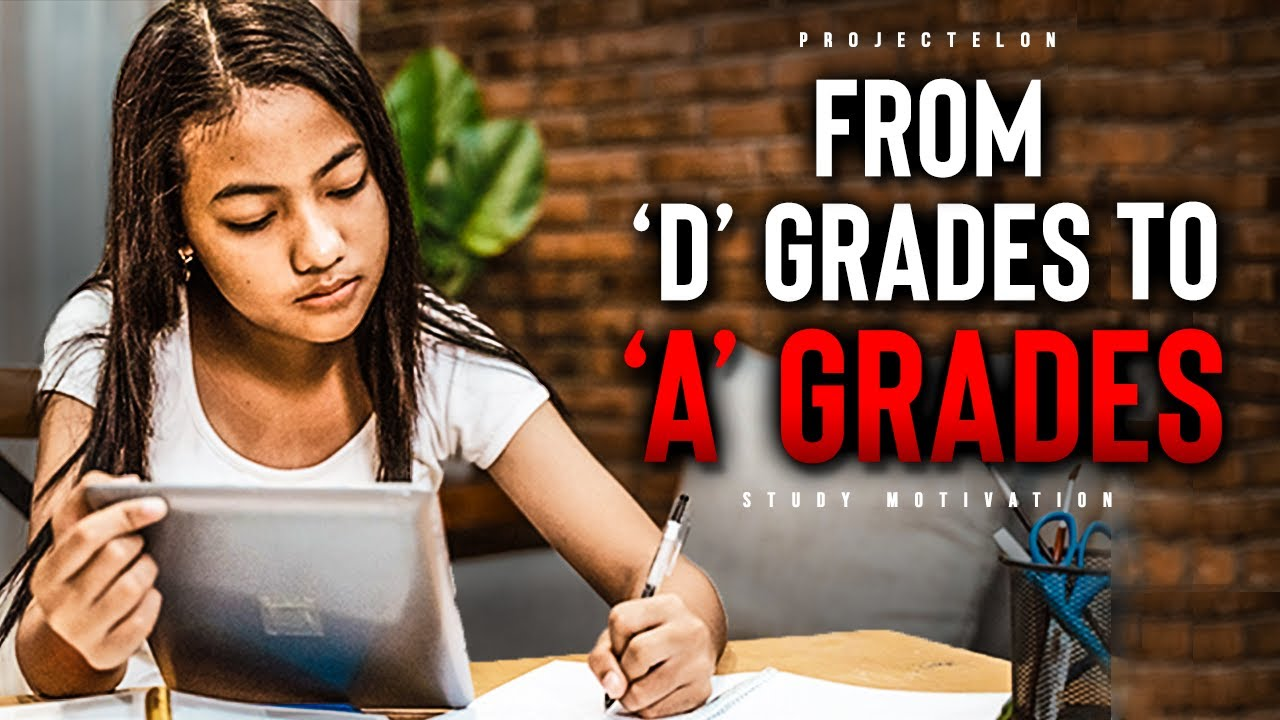 PROJECTELON
FROM
‘D’ GRADES TO
‘A’ GRADES
STUDY MOTIVATION